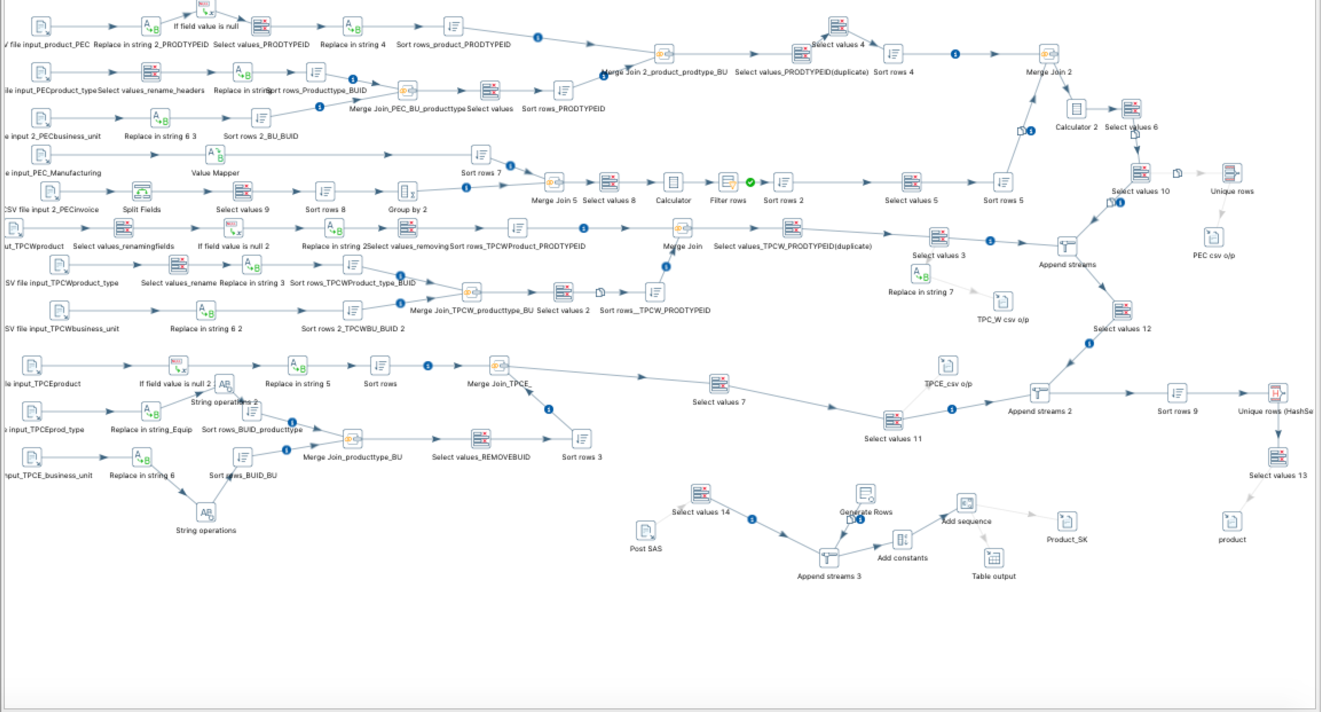 If field value is null
V file input_product_PEC Replace in string 2_PRODTYPEID Select values_PRODTYPEID Replace in string 4 Sort rows_product_PRODTYPEID
Select values 4
Merge Join 2_product_prodtype_BU Select values_PRODTYPEID(duplicate) Sort rows 4 Merge Join 2
ile input_PECproduct_type Select values_rename_headers Replace in string Sort rows_Producttype_BUID
Merge Join_PEC_BU_producttype Select values Sort rows_PRODTYPEID
Calculator 2 Select values 6
e input 2_PECbusiness_unit Replace in string 6 3 Sort rows 2_BU_BUID
e input_PEC_Manufacturing Value Mapper Sort rows 7
Select values 10 Unique rows
CSV file input 2_PECinvoice Split Fields Select values 9 Sort rows 8 Group by 2
Merge Join 5 Select values 8 Calculator Filter rows Sort rows 2 Select values 5 Sort rows 5
ut_TPCWproduct Select values_renamingfields If field value is null 2 Replace in string 2 Select values_removing Sort rows_TPCWProduct_PRODTYPEID Merge Join Select values_TPCW_PRODTYPEID(duplicate)
Select values 3 Append streams PEC csv o/p
SV file input_TPCWproduct_type Select values_rename Replace in string 3 Sort rows_TPCWProduct_type_BUID
Replace in string 7
Merge Join_TPCW_producttype_BU Select values 2 Sort rows__TPCW_PRODTYPEID
TPC_W csv o/p
SV file input_TPCWbusiness_unit Replace in string 6 2 Sort rows 2_TPCWBU_BUID 2
Select values 12
le input_TPCEproduct If field value is null 2 Replace in string 5 Sort rows Merge Join_TPCE_
TPCE_csv o/p
String operations 2
Select values 7
Append streams 2 Sort rows 9 Unique rows (HashSe
input_TPCEprod_type Replace in string_Equip Sort rows_BUID_producttype
Select values 11
Merge Join_producttype_BU Select values_REMOVEBUID Sort rows 3
nput_TPCE_business_unit Replace in string 6 Sort rows_BUID_BU
Select values 13
String operations
Select values 14 Generate Rows
Add sequence
Post SAS Product_SK product
Add constants
Append streams 3 Table output